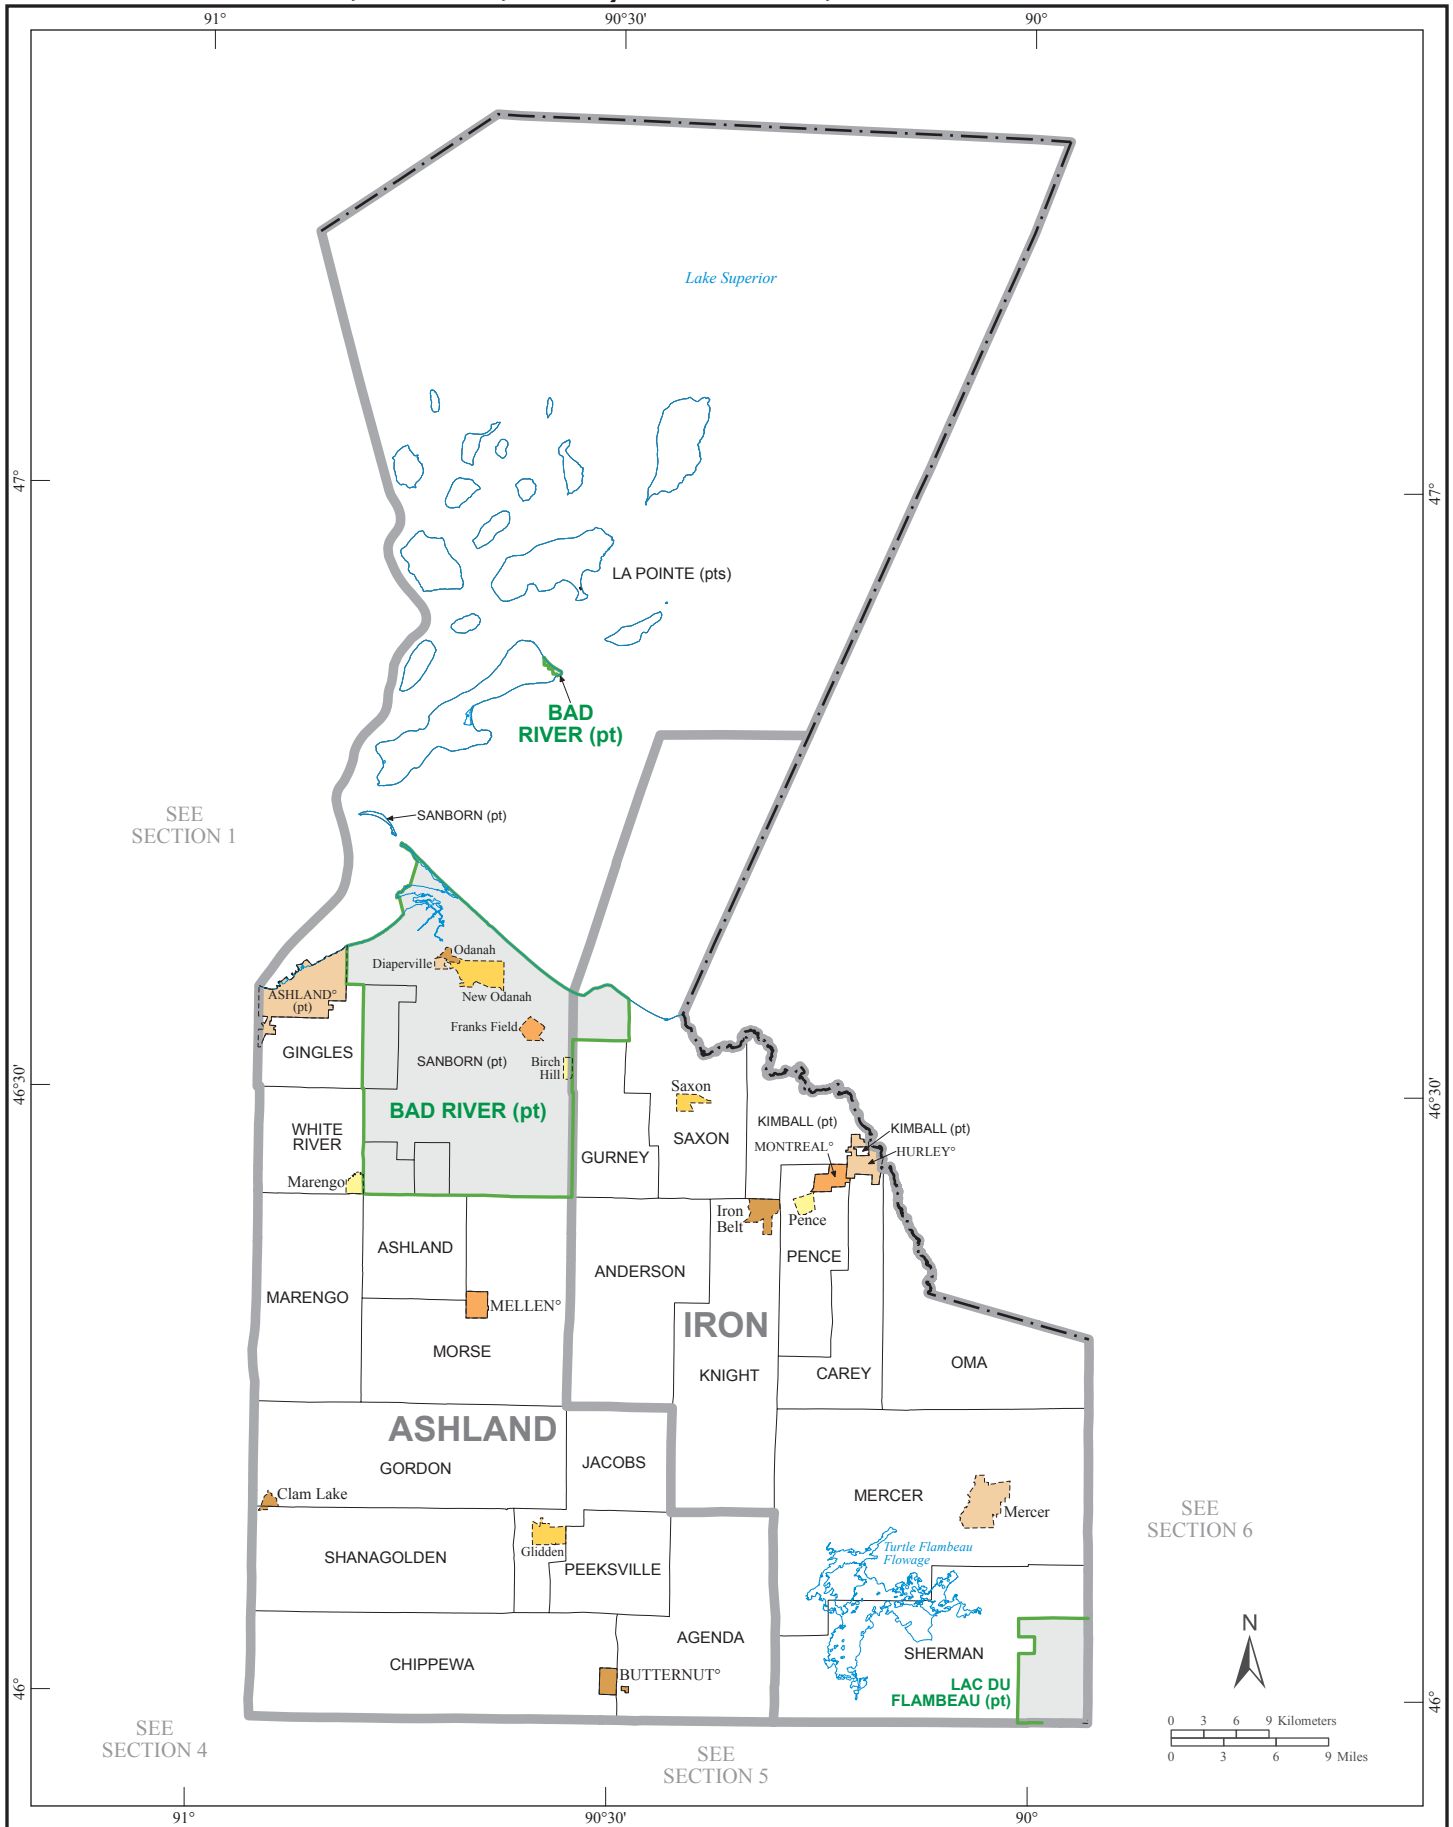 91°
90°30'
90°
Lake Superior
47°
47°
LA POINTE (pts)
BAD
RIVER (pt)
SEE
SECTION 1
SANBORN (pt)
Odanah
Diaperville
New Odanah
ASHLAND°
(pt)
Franks Field
GINGLES
SANBORN (pt)
Birch
Hill
46°30'
46°30'
Saxon
BAD RIVER (pt)
KIMBALL (pt)
KIMBALL (pt)
WHITE
RIVER
SAXON
MONTREAL°
HURLEY°
GURNEY
Marengo
Iron
Belt
Pence
ASHLAND
PENCE
ANDERSON
MARENGO
MELLEN°
IRON
MORSE
OMA
KNIGHT
CAREY
ASHLAND
GORDON
JACOBS
Clam Lake
MERCER
Mercer
SEE
SECTION 6
Glidden
Turtle Flambeau
Flowage
SHANAGOLDEN
PEEKSVILLE
AGENDA
SHERMAN
N
CHIPPEWA
BUTTERNUT°
LAC DU
FLAMBEAU (pt)
46°
46°
0 3 6 9 Kilometers
0 3 6 9 Miles
SEE
SECTION 4
SEE
SECTION 5
91°
90°30'
90°